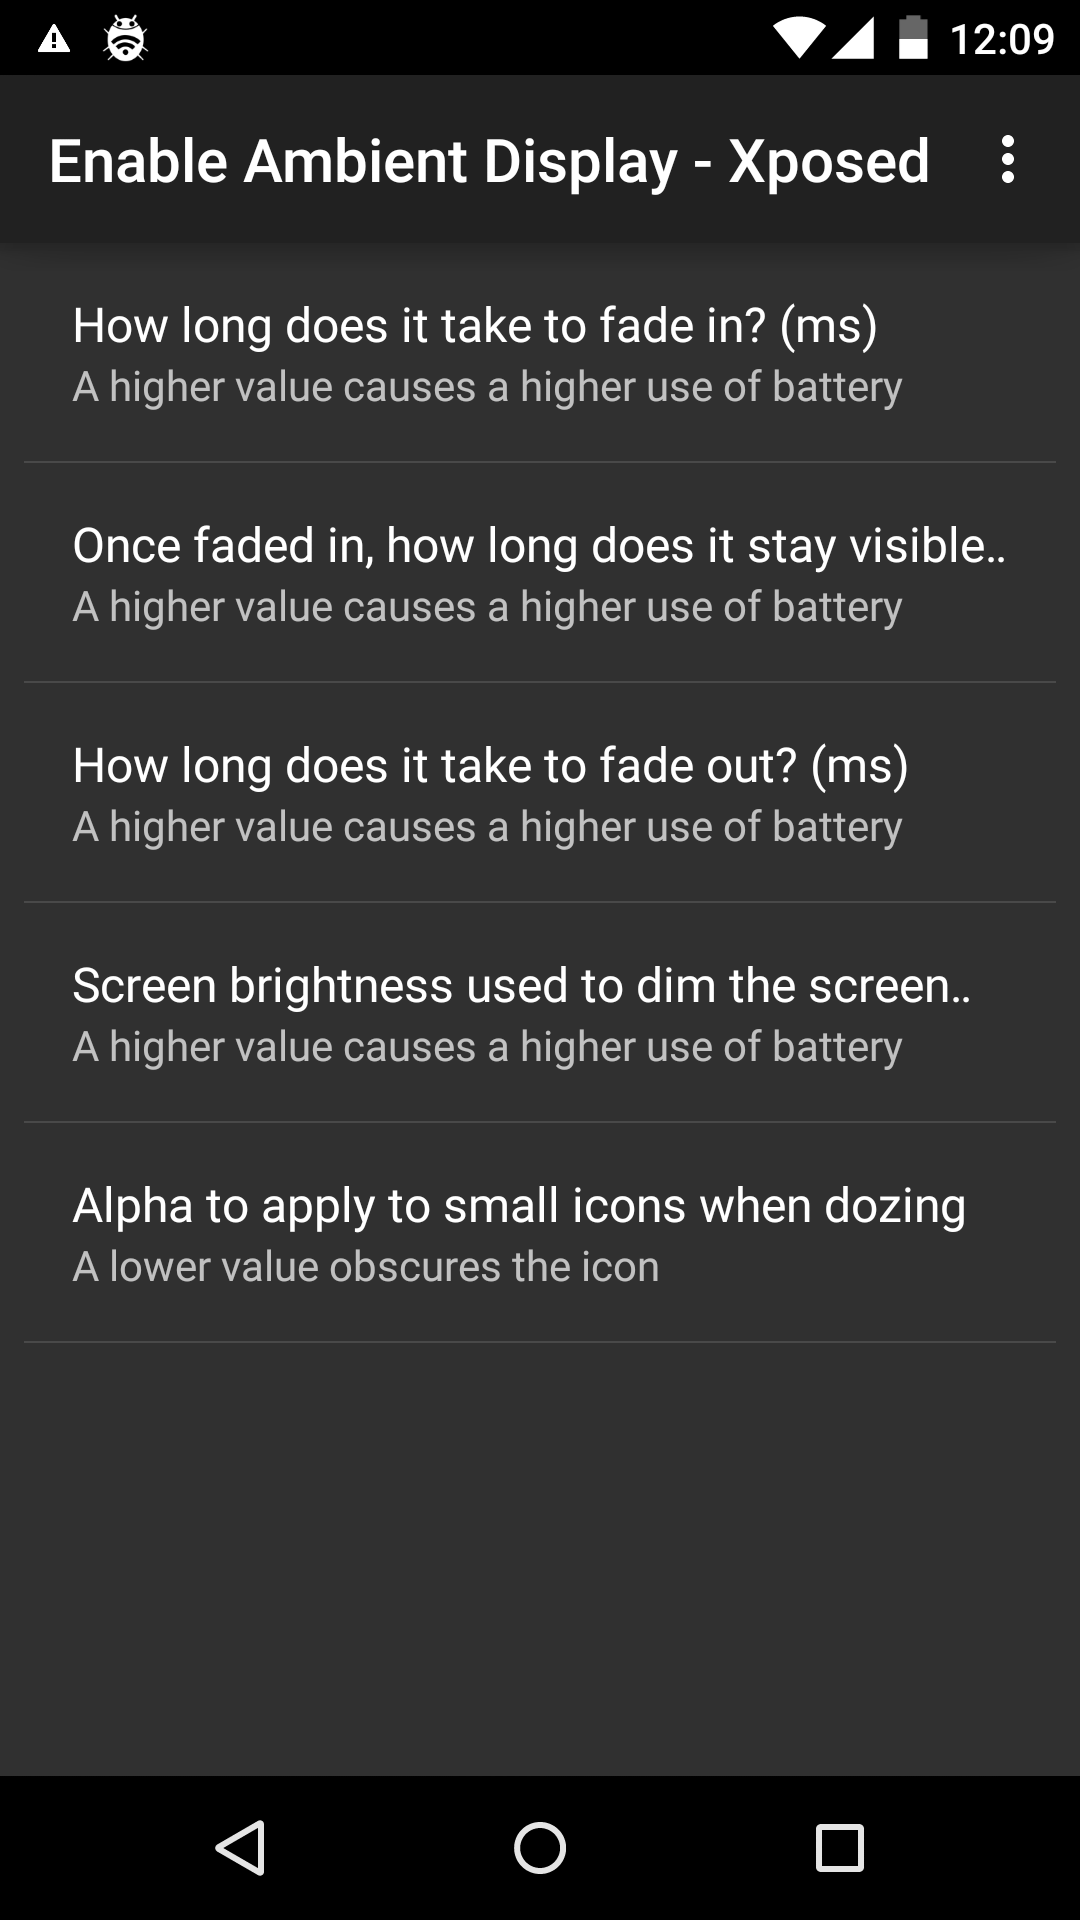 12:09
Enable Ambient Display - Xposed
How long does it take to fade in? (ms)
A higher value causes a higher use of battery
Once faded in, how long does it stay visible..
A higher value causes a higher use of battery
How long does it take to fade out? (ms)
A higher value causes a higher use of battery
Screen brightness used to dim the screen..
A higher value causes a higher use of battery
Alpha to apply to small icons when dozing
A lower value obscures the icon